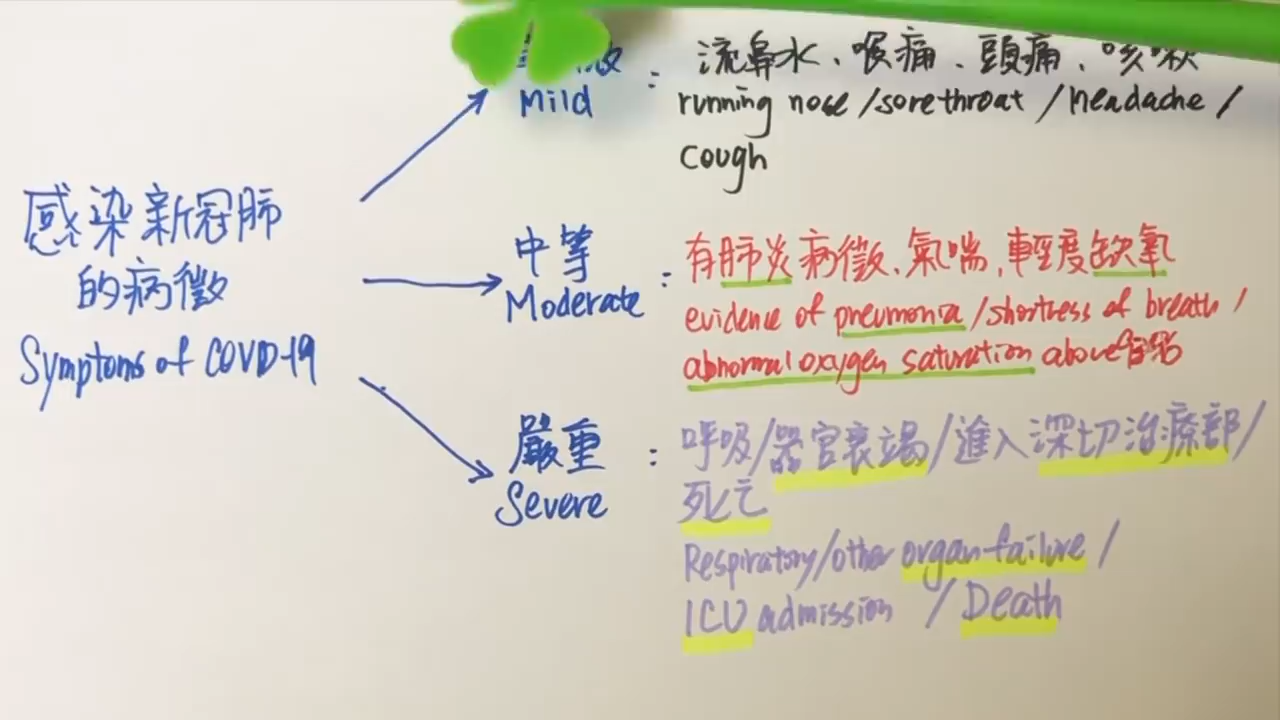 感染新冠肺
的病徵
Symptoms of COVD-19
Mild :
流鼻水、喉痛、頭痛、咳嗽
running nose/sorethroat/headache/
cough
中等
Moderate :
有肺炎病徵、氣喘,輕度缺氧
evidence of pneumonia/shortness of breath/
abnormal oxygen saturation above
嚴重
Severe :
呼吸/器官衰竭/進入深切治療部/
死亡
Respiratory/other organ failure/
ICU admission / Death